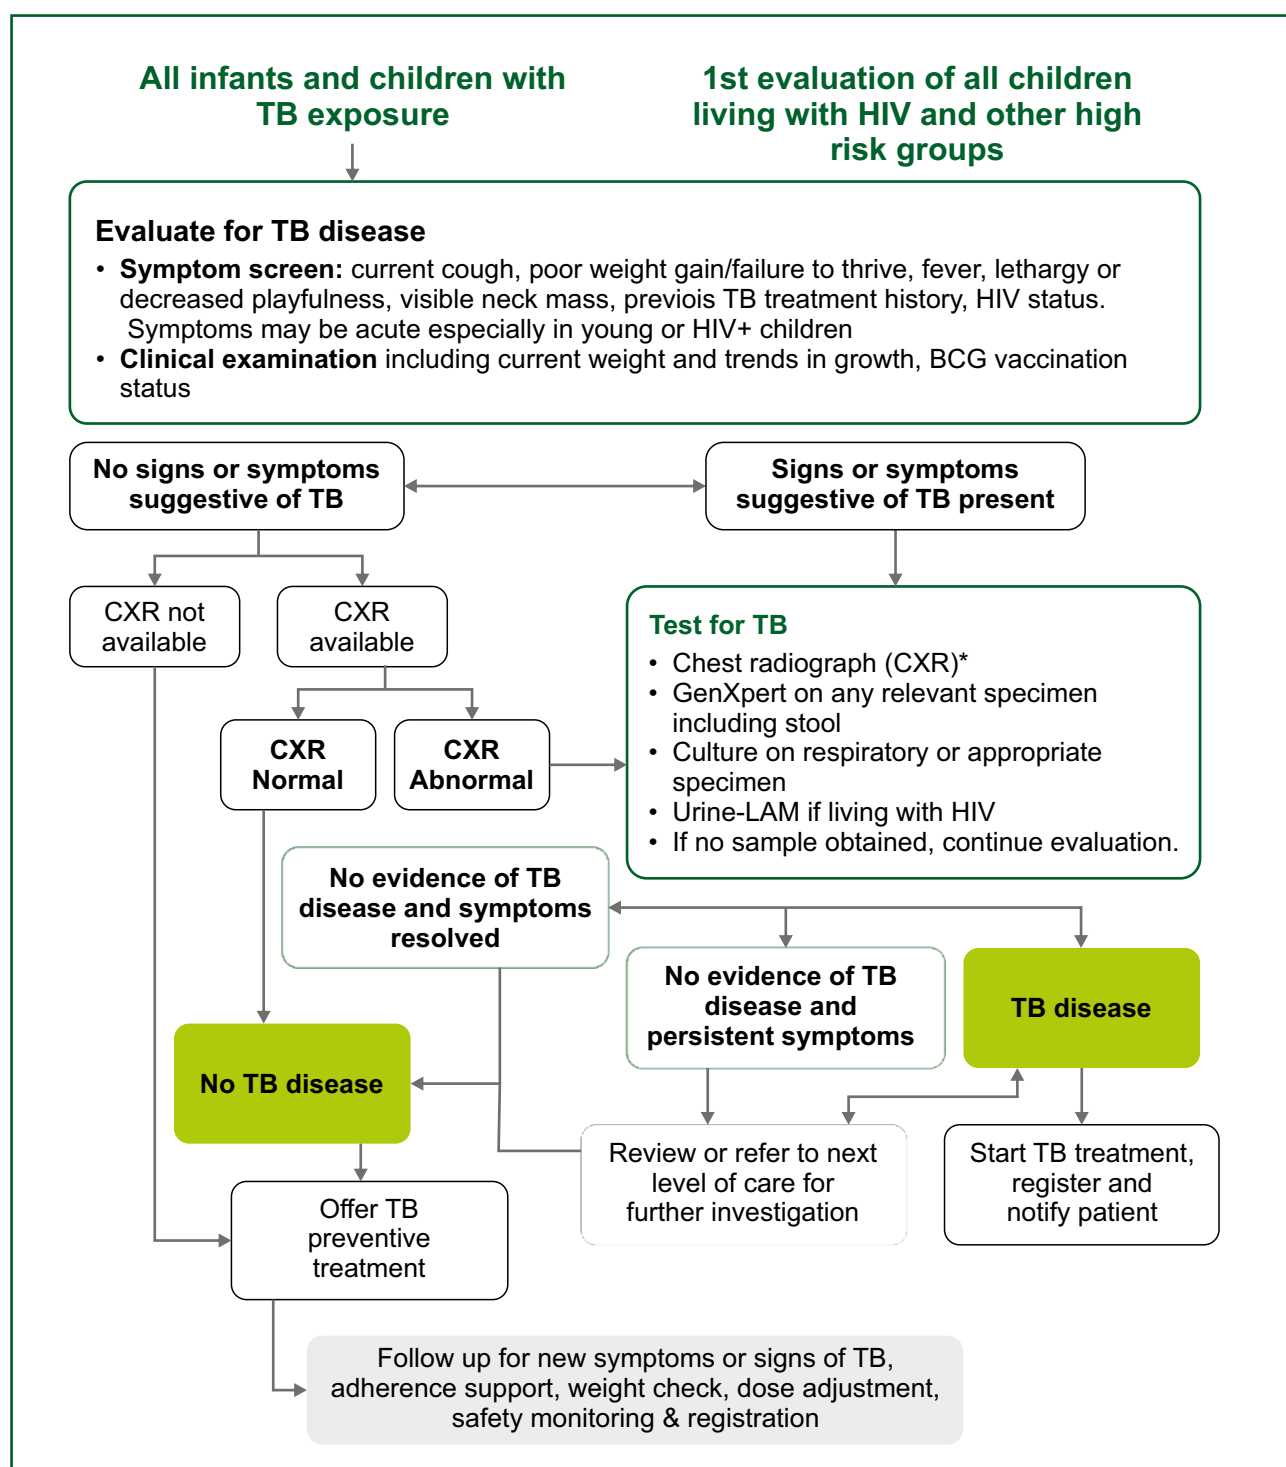 All infants and children with
TB exposure
1st evaluation of all children
living with HIV and other high
risk groups
Evaluate for TB disease
• Symptom screen: current cough, poor weight gain/failure to thrive, fever, lethargy or
decreased playfulness, visible neck mass, previois TB treatment history, HIV status.
Symptoms may be acute especially in young or HIV+ children
• Clinical examination including current weight and trends in growth, BCG vaccination
status
No signs or symptoms
suggestive of TB
Signs or symptoms
suggestive of TB present
CXR not
available
CXR
available
Test for TB
• Chest radiograph (CXR)*
• GenXpert on any relevant specimen
including stool
• Culture on respiratory or appropriate
specimen
• Urine-LAM if living with HIV
• If no sample obtained, continue evaluation.
CXR
Normal
CXR
Abnormal
No evidence of TB
disease and symptoms
resolved
No evidence of TB
disease and
persistent symptoms
TB disease
No TB disease
Review or refer to next
level of care for
further investigation
Start TB treatment,
register and
notify patient
Offer TB
preventive
treatment
Follow up for new symptoms or signs of TB,
adherence support, weight check, dose adjustment,
safety monitoring & registration